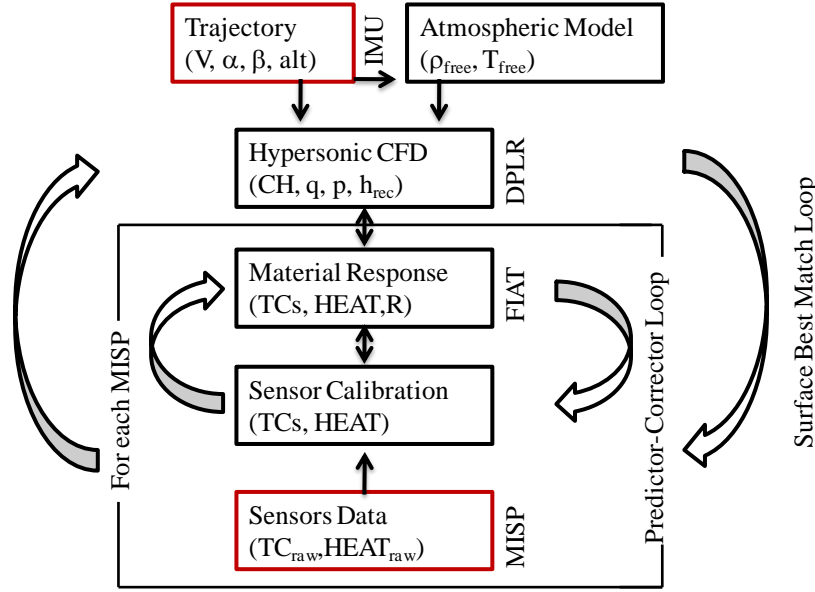 Trajectory
(V, α, β, alt)
IMU
Atmospheric Model
(ρfree, Tfree)
Hypersonic CFD
(CH, q, p, hrec)
DPLR
Material Response
(TCs, HEAT,R)
FIAT
Sensor Calibration
(TCs, HEAT)
Sensors Data
(TCraw,HEATraw)
MISP
For each MISP
Predictor-Corrector Loop
Surface Best Match Loop